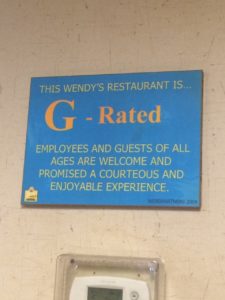 THIS WENDY'S RESTAURANT IS...
G - Rated
EMPLOYEES AND GUESTS OF ALL
AGES ARE WELCOME AND
PROMISED A COURTEOUS AND
ENJOYABLE EXPERIENCE.